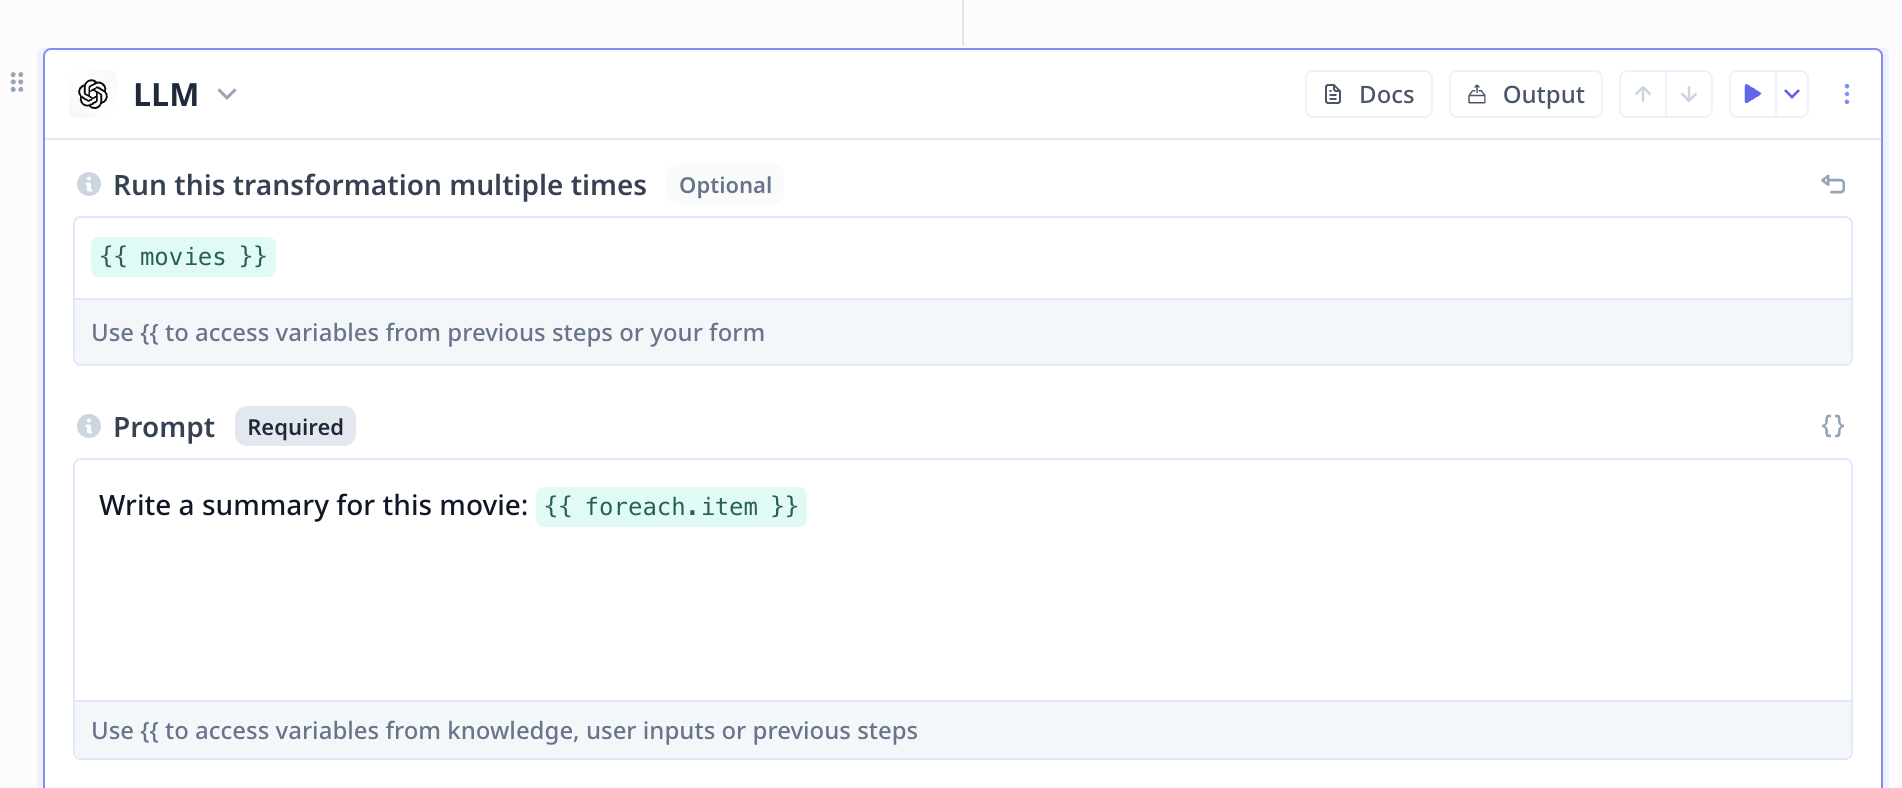 LLM
Docs
Output
Run this transformation multiple times
Optional
{{ movies }}
Use {{ to access variables from previous steps or your form
Prompt
Required
{}
Write a summary for this movie: {{ foreach.item }}
Use {{ to access variables from knowledge, user inputs or previous steps